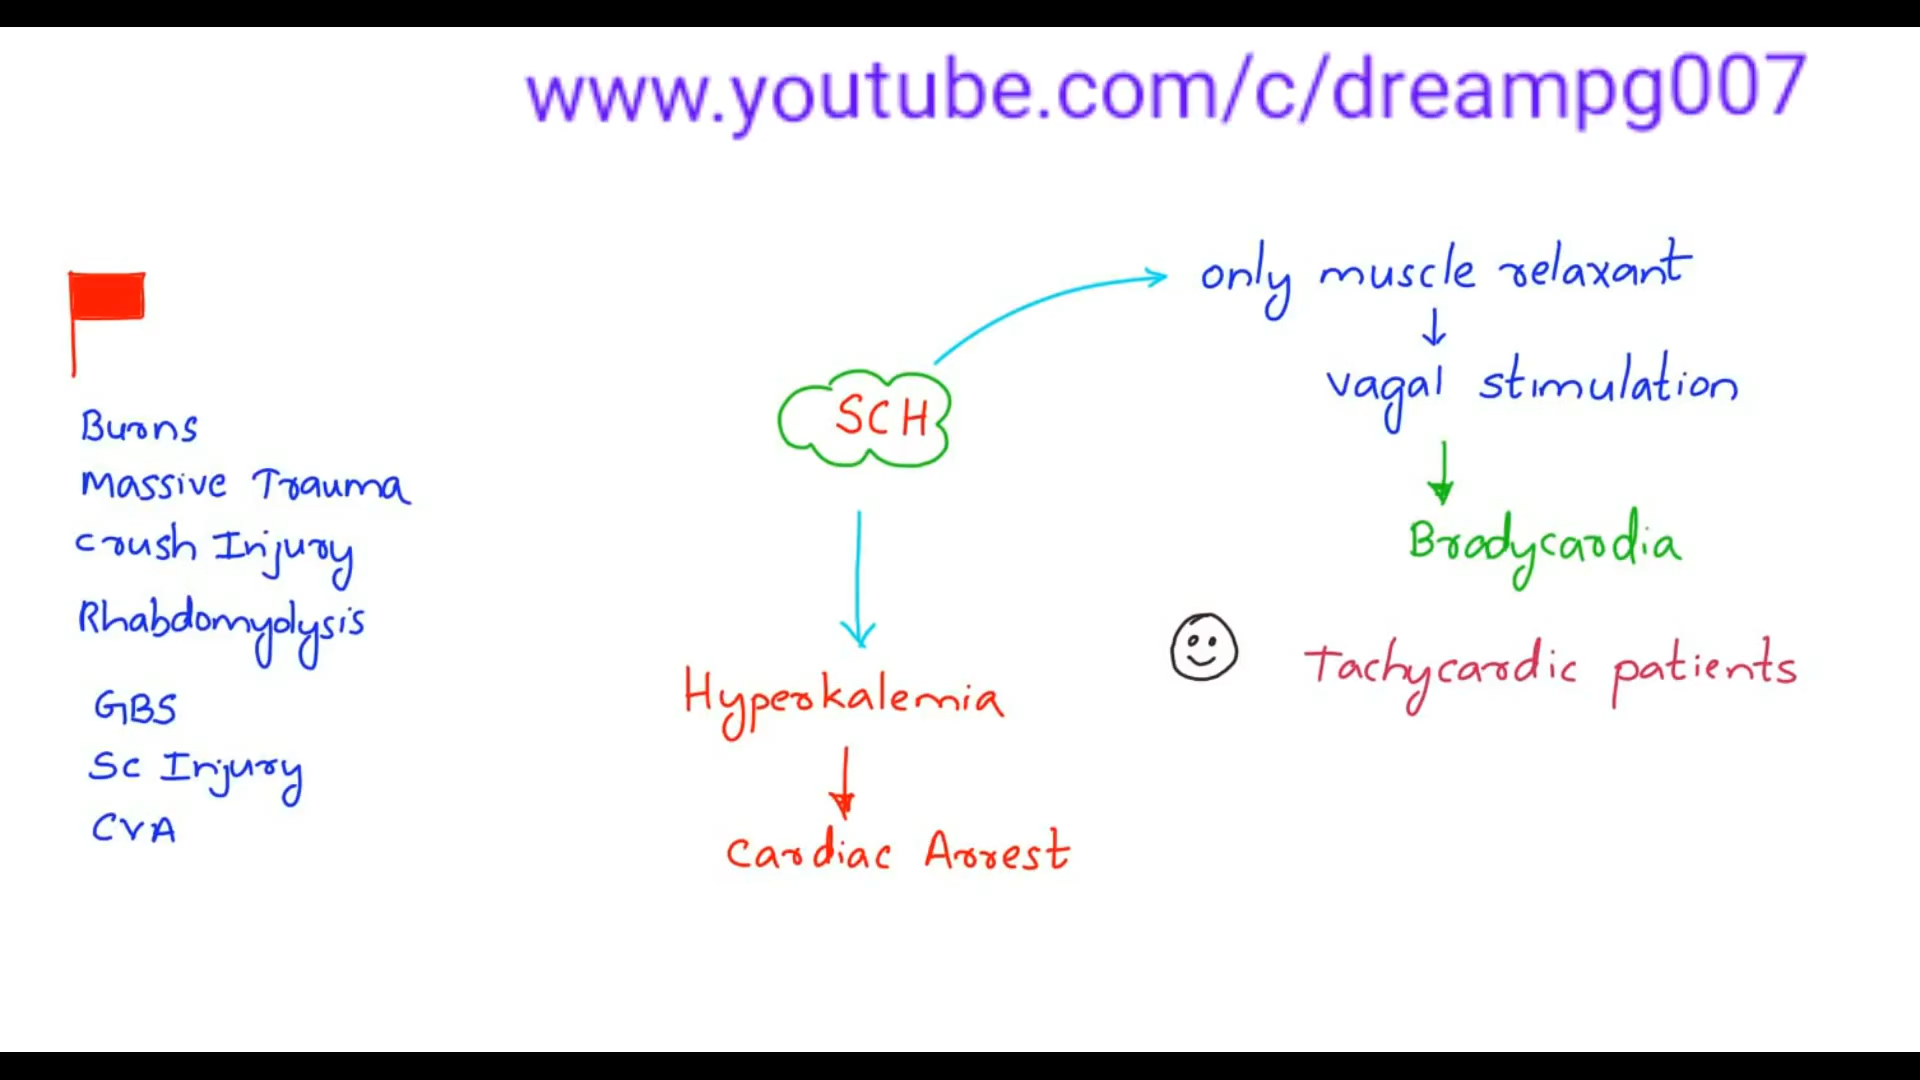 www.youtube.com/c/dreampg007
Burns
Massive Trauma
Crush Injury
Rhabdomyolysis
GBS
SC Injury
CVA
SCH
Hyperkalemia
Cardiac Arrest
only muscle relaxant
vagal stimulation
Bradycardia
Tachycardic patients